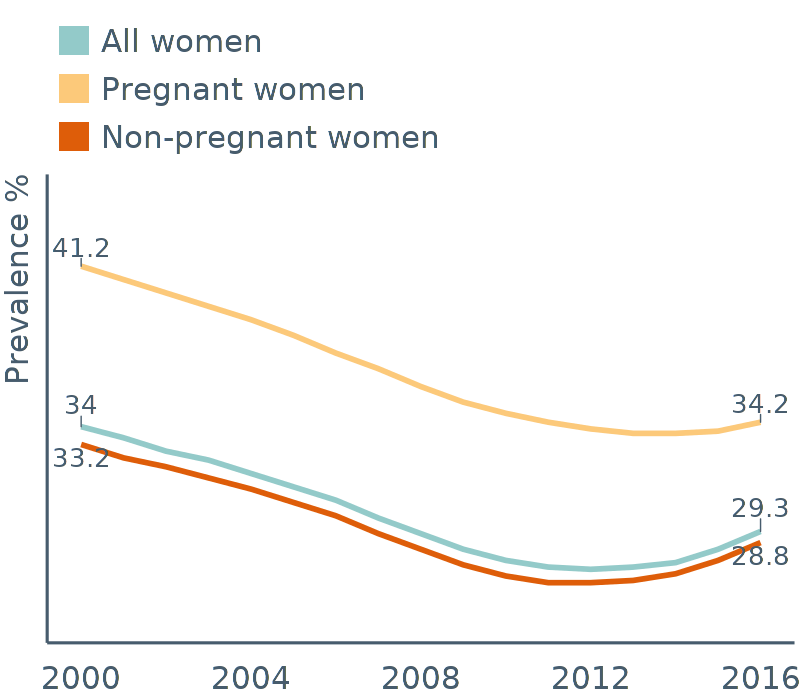 All women
Pregnant women
Non-pregnant women
Prevalence %
41.2
34
33.2
34.2
29.3
28.8
2000 2004 2008 2012 2016